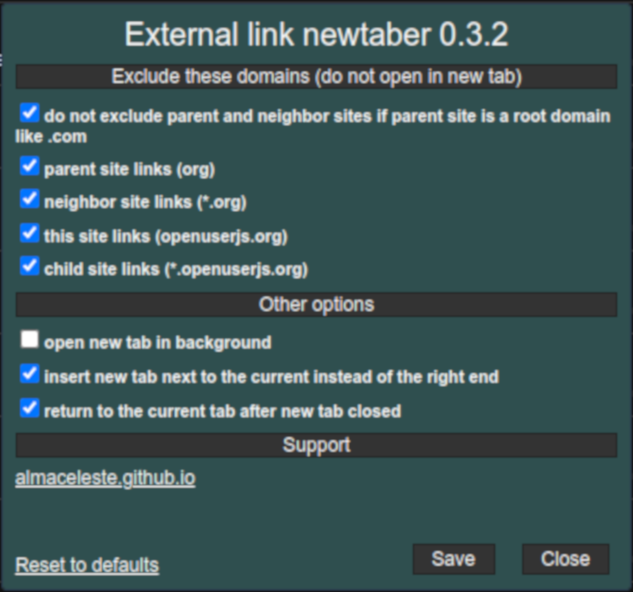 External link newtaber 0.3.2
Exclude these domains (do not open in new tab)
do not exclude parent and neighbor sites if parent site is a root domain
like .com
parent site links (org)
neighbor site links (*.org)
this site links (openuserjs.org)
child site links (*.openuserjs.org)
Other options
open new tab in background
insert new tab next to the current instead of the right end
return to the current tab after new tab closed
Support
almaceleste.github.io
Reset to defaults
Save
Close